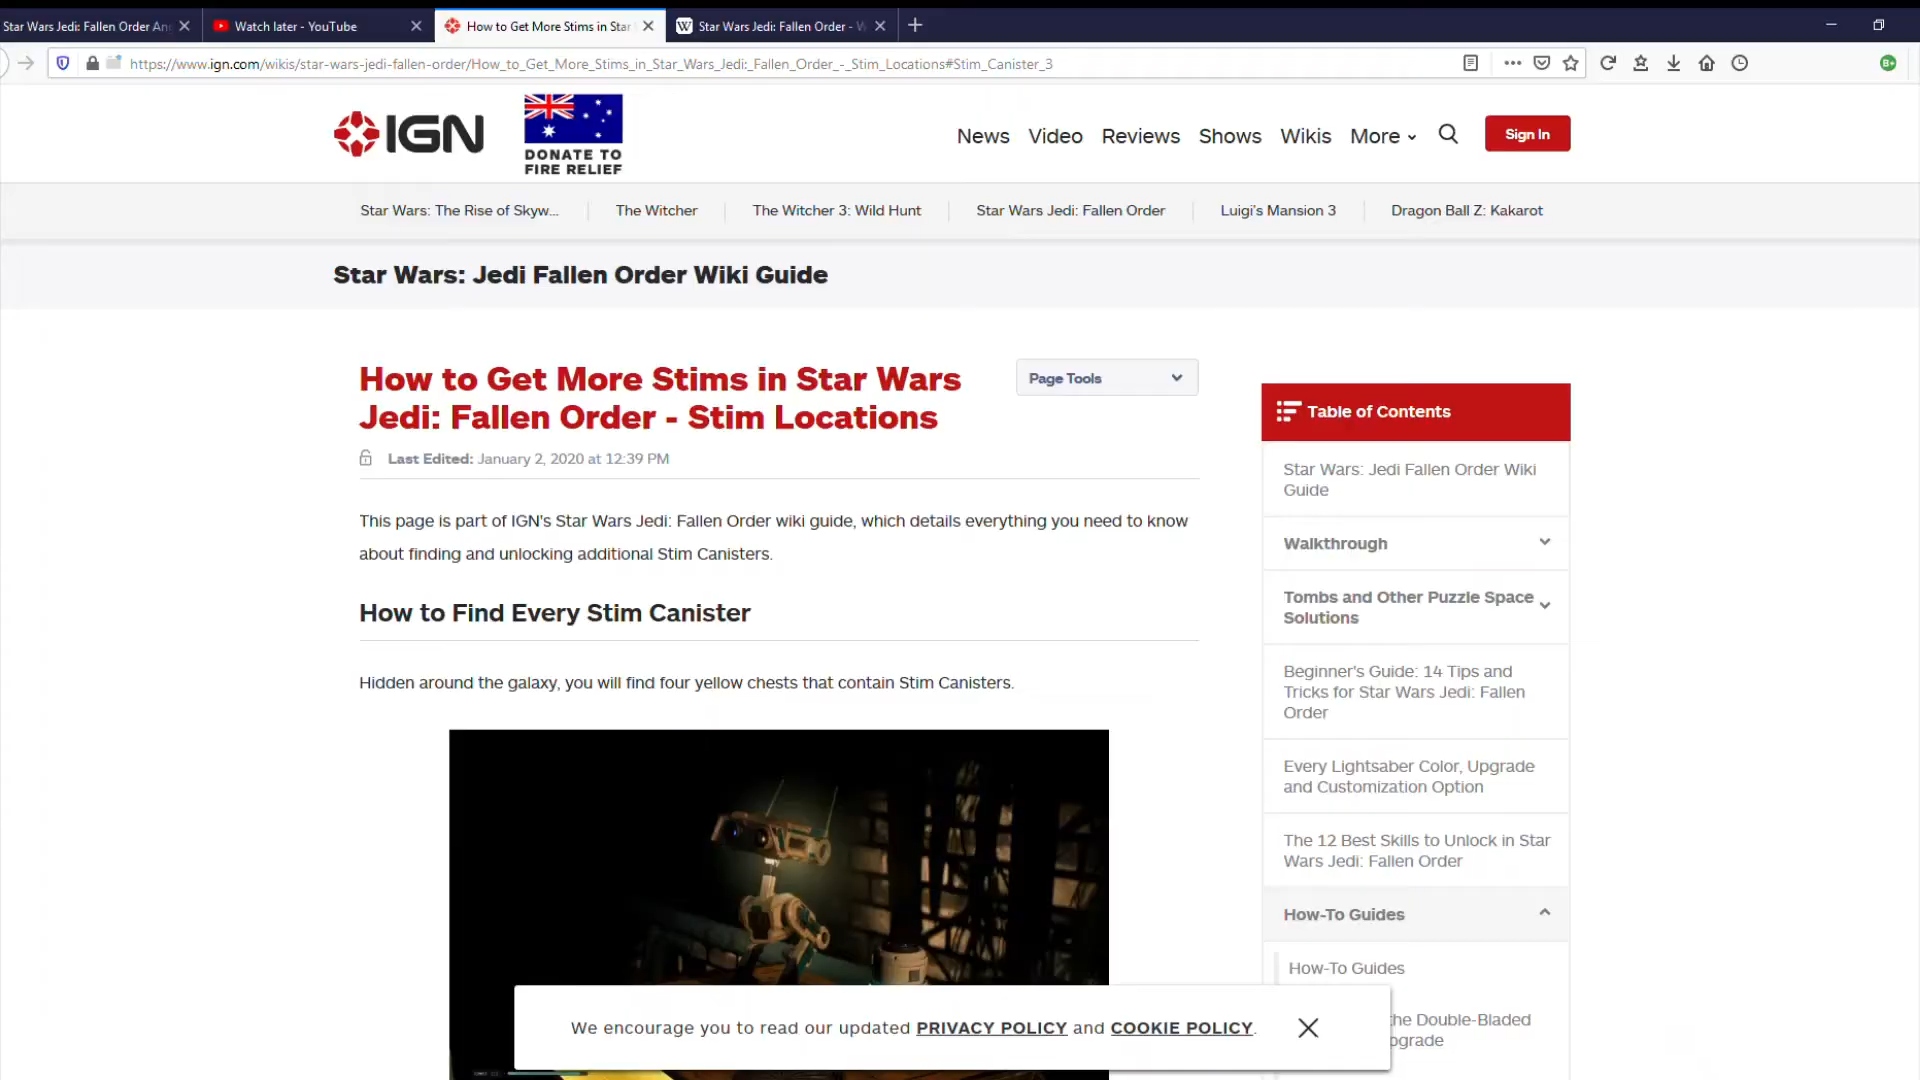 Star Wars Jedi: Fallen Order An
Watch later - YouTube
How to Get More Stims in Star
Star Wars Jedi: Fallen Order - W
https://www.ign.com/wikis/star-wars-jedi-fallen-order/How_to_Get_More_Stims_in_Star_Wars_Jedi:_Fallen_Order_-_Stim_Locations#Stim_Canister_3
IGN
DONATE TO
FIRE RELIEF
News Video Reviews Shows Wikis More
Sign In
Star Wars: The Rise of Skyw... The Witcher The Witcher 3: Wild Hunt Star Wars Jedi: Fallen Order Luigi's Mansion 3 Dragon Ball Z: Kakarot
Star Wars: Jedi Fallen Order Wiki Guide
How to Get More Stims in Star Wars
Jedi: Fallen Order - Stim Locations
Page Tools
Last Edited: January 2, 2020 at 12:39 PM
This page is part of IGN's Star Wars Jedi: Fallen Order wiki guide, which details everything you need to know
about finding and unlocking additional Stim Canisters.
How to Find Every Stim Canister
Hidden around the galaxy, you will find four yellow chests that contain Stim Canisters.
Table of Contents
Star Wars: Jedi Fallen Order Wiki
Guide
Walkthrough
Tombs and Other Puzzle Space
Solutions
Beginner's Guide: 14 Tips and
Tricks for Star Wars Jedi: Fallen
Order
Every Lightsaber Color, Upgrade
and Customization Option
The 12 Best Skills to Unlock in Star
Wars Jedi: Fallen Order
How-To Guides
How-To Guides
the Double-Bladed
pgrade
We encourage you to read our updated PRIVACY POLICY and COOKIE POLICY.